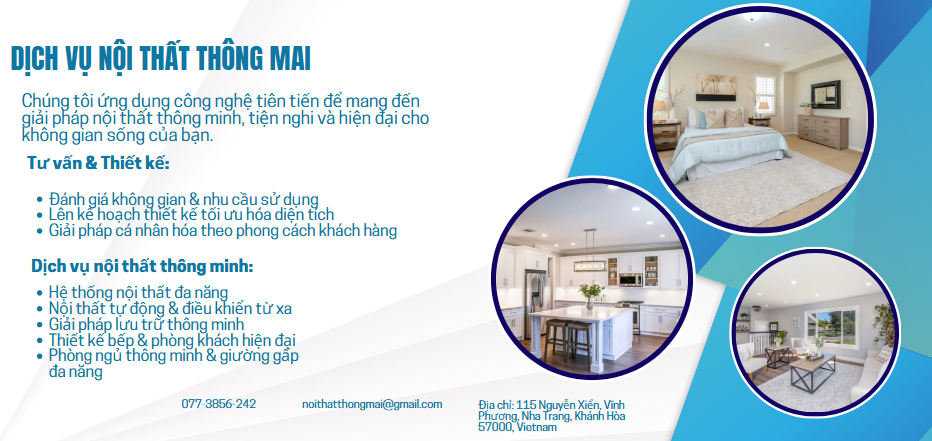 DỊCH VỤ NỘI THẤT THÔNG MAI
Chúng tôi ứng dụng công nghệ tiên tiến để mang đến
giải pháp nội thất thông minh, tiện nghi và hiện đại cho
không gian sống của bạn.
Tư vấn & Thiết kế:
• Đánh giá không gian & nhu cầu sử dụng
• Lên kế hoạch thiết kế tối ưu hóa diện tích
• Giải pháp cá nhân hóa theo phong cách khách hàng
Dịch vụ nội thất thông minh:
• Hệ thống nội thất đa năng
• Nội thất tự động & điều khiển từ xa
• Giải pháp lưu trữ thông minh
• Thiết kế bếp & phòng khách hiện đại
• Phòng ngủ thông minh & giường gấp
đa năng
077-3856-242
noithatthongmai@gmail.com
Địa chỉ: 115 Nguyễn Xiển, Vĩnh
Phương, Nha Trang, Khánh Hòa
57000, Vietnam